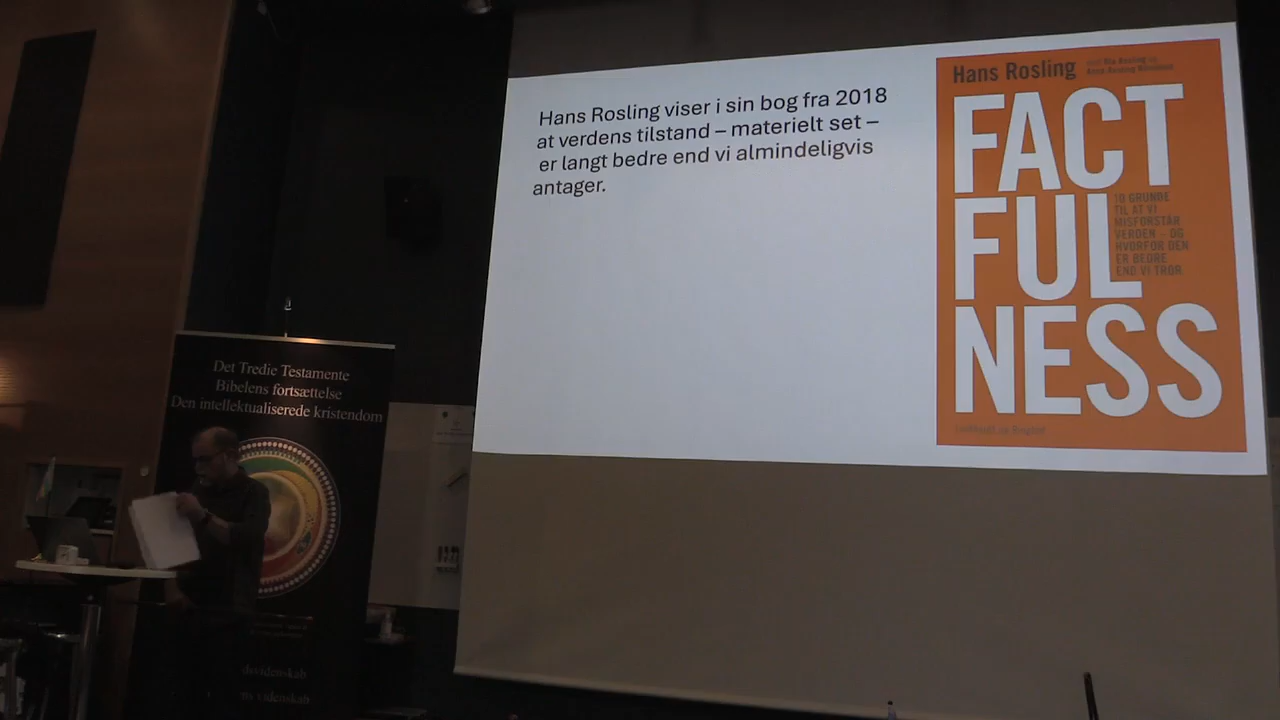 Hans Rosling viser i sin bog fra 2018
at verdens tilstand – materielt set –
er langt bedre end vi almindeligvis
antager.
Hans Rosling
FACT
FUL
NESS
10 GRUNDE
TIL AT VI
MISFORSTÅR
VERDEN – OG
HVORFOR DEN
ER BEDRE
END VI TROR
Det Tredie Testamente
Bibelens fortsættelse
Den intellektualiserede kristendom